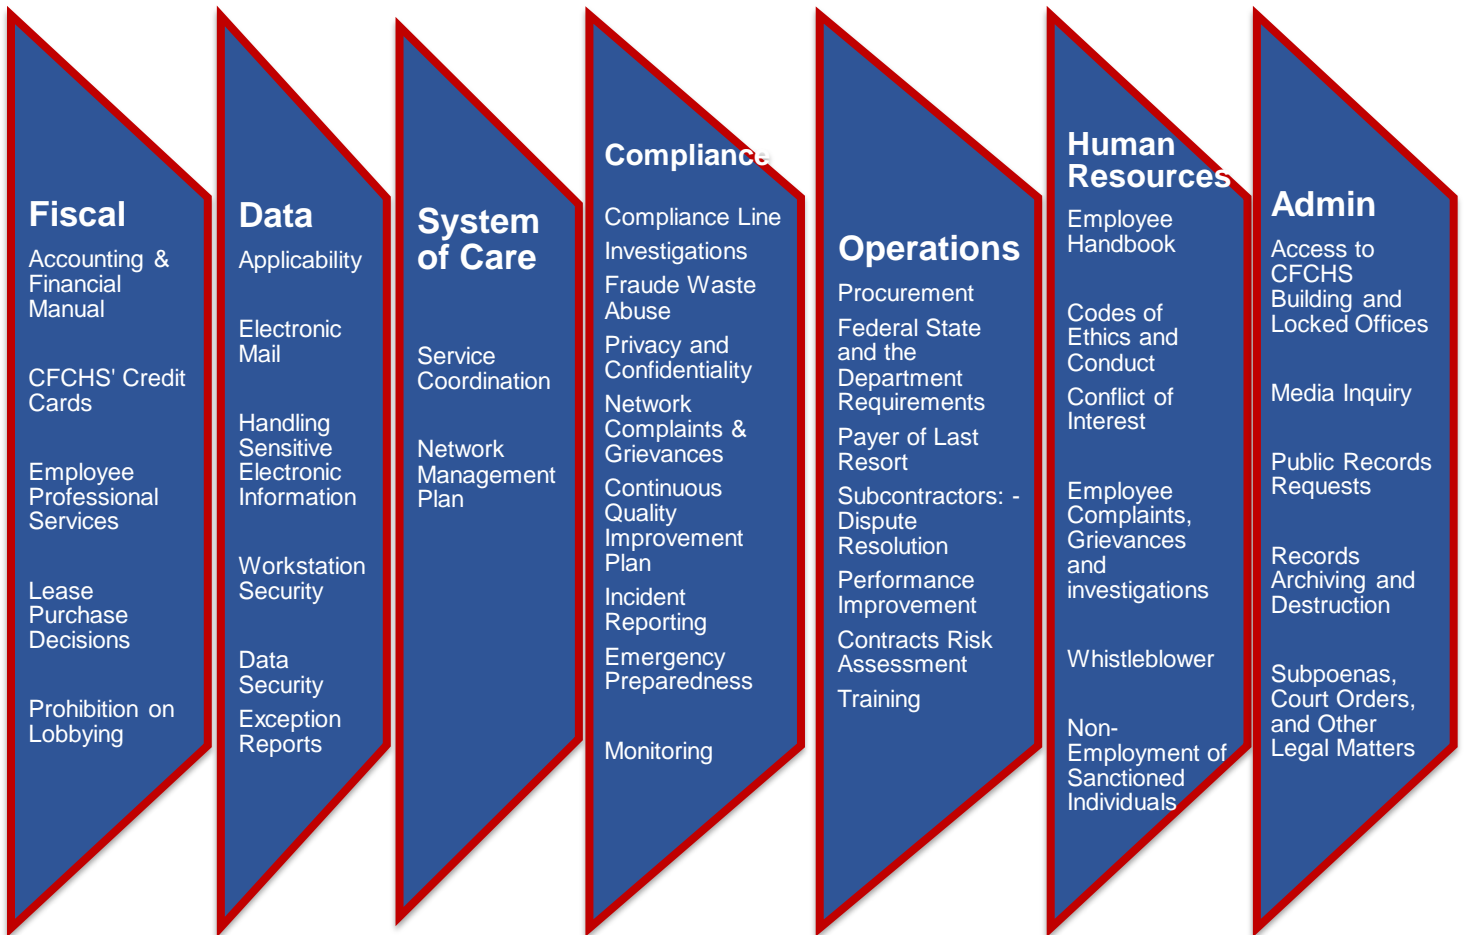 Fiscal
Accounting &
Financial
Manual
CFCHS' Credit
Cards
Employee
Professional
Services
Lease
Purchase
Decisions
Prohibition on
Lobbying
Data
Applicability
Electronic
Mail
Handling
Sensitive
Electronic
Information
Workstation
Security
Data
Security
Exception
Reports
System
of Care
Service
Coordination
Network
Management
Plan
Compliance
Compliance Line
Investigations
Fraude Waste
Abuse
Privacy and
Confidentiality
Network
Complaints &
Grievances
Continuous
Quality
Improvement
Plan
Incident
Reporting
Emergency
Preparedness
Monitoring
Operations
Procurement
Federal State
and the
Department
Requirements
Payer of Last
Resort
Subcontractors: -
Dispute
Resolution
Performance
Improvement
Contracts Risk
Assessment
Training
Human
Resources
Employee
Handbook
Codes of
Ethics and
Conduct
Conflict of
Interest
Employee
Complaints,
Grievances
and
investigations
Whistleblower
Non-
Employment of
Sanctioned
Individuals
Admin
Access to
CFCHS
Building and
Locked Offices
Media Inquiry
Public Records
Requests
Records
Archiving and
Destruction
Subpoenas,
Court Orders,
and Other
Legal Matters